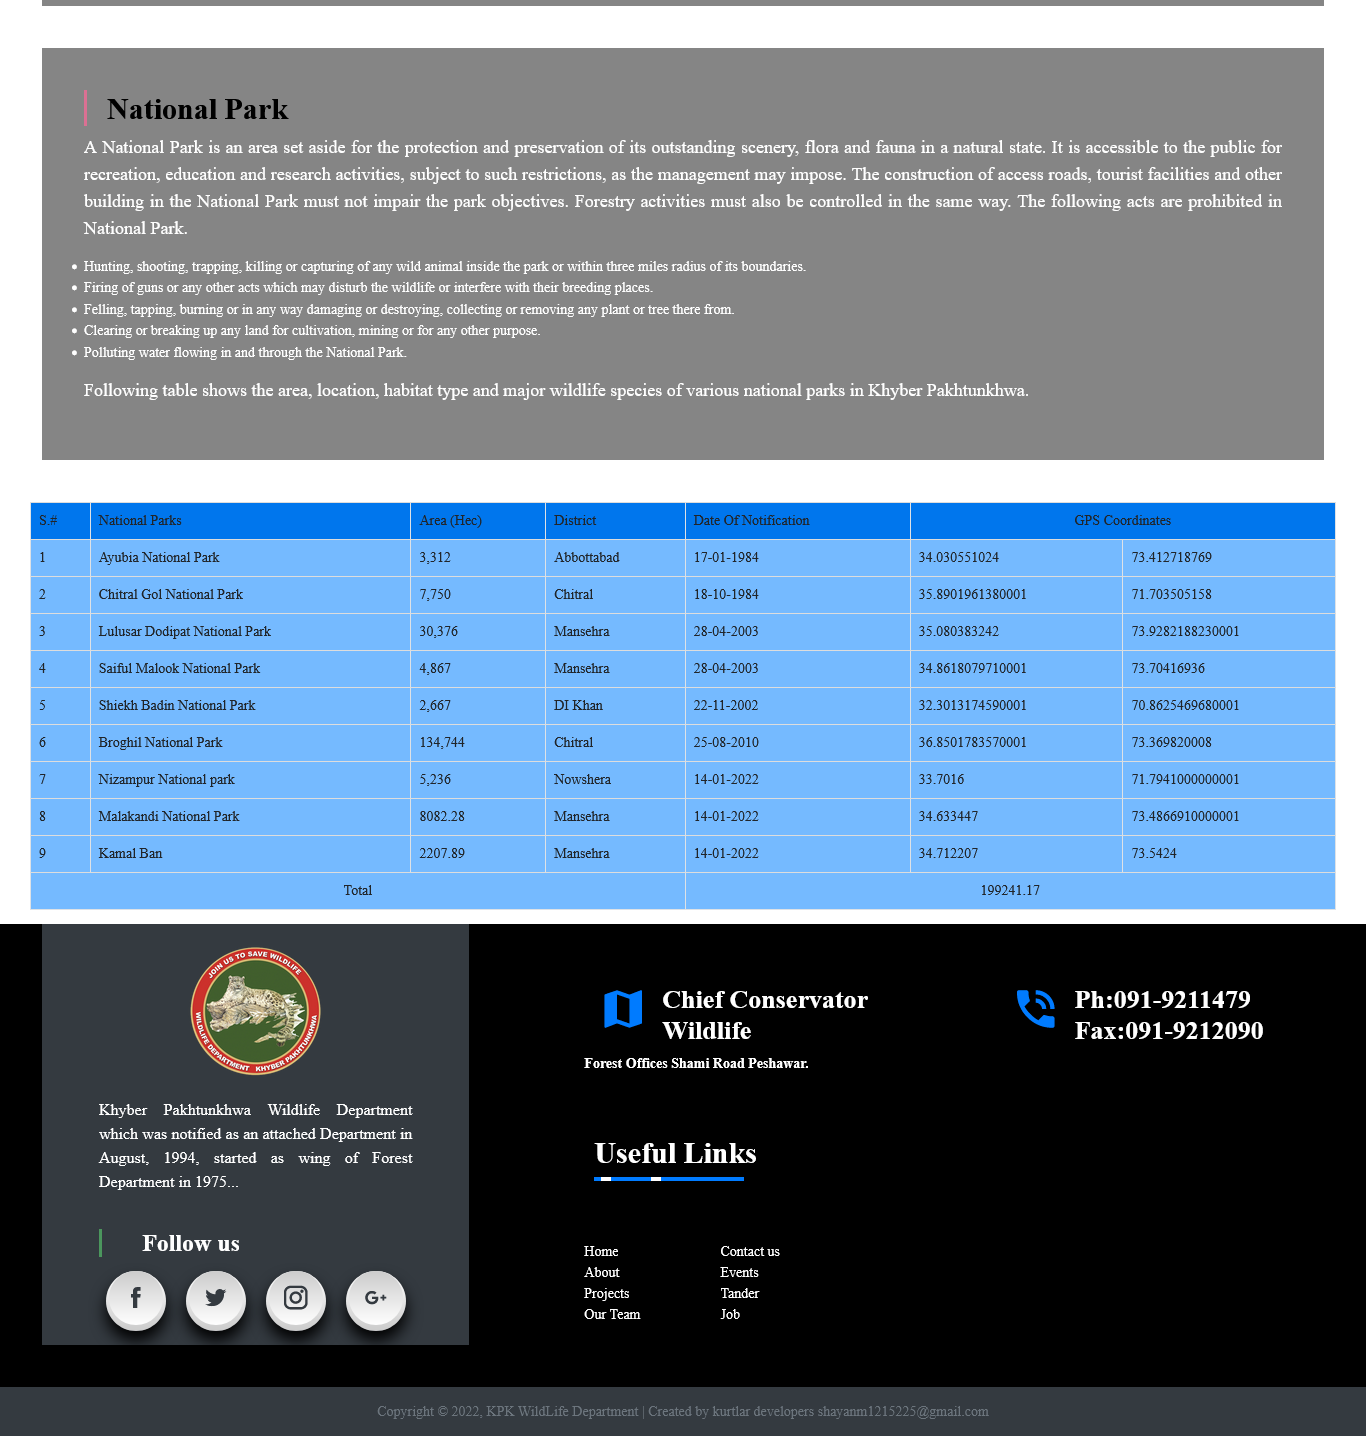 National Park
A National Park is an area set aside for the protection and preservation of its outstanding scenery, flora and fauna in a natural state. It is accessible to the public for
recreation, education and research activities, subject to such restrictions, as the management may impose. The construction of access roads, tourist facilities and other
building in the National Park must not impair the park objectives. Forestry activities must also be controlled in the same way. The following acts are prohibited in
National Park.
• Hunting, shooting, trapping, killing or capturing of any wild animal inside the park or within three miles radius of its boundaries.
• Firing of guns or any other acts which may disturb the wildlife or interfere with their breeding places.
• Felling, tapping, burning or in any way damaging or destroying, collecting or removing any plant or tree there from.
• Clearing or breaking up any land for cultivation, mining or for any other purpose.
• Polluting water flowing in and through the National Park.
Following table shows the area, location, habitat type and major wildlife species of various national parks in Khyber Pakhtunkhwa.
S.# National Parks Area (Hec) District Date Of Notification GPS Coordinates
1 Ayubia National Park 3,312 Abbottabad 17-01-1984 34.030551024 73.412718769
2 Chitral Gol National Park 7,750 Chitral 18-10-1984 35.8901961380001 71.703505158
3 Lulusar Dodipat National Park 30,376 Mansehra 28-04-2003 35.080383242 73.9282188230001
4 Saiful Malook National Park 4,867 Mansehra 28-04-2003 34.8618079710001 73.70416936
5 Shiekh Badin National Park 2,667 DI Khan 22-11-2002 32.3013174590001 70.8625469680001
6 Broghil National Park 134,744 Chitral 25-08-2010 36.8501783570001 73.369820008
7 Nizampur National park 5,236 Nowshera 14-01-2022 33.7016 71.7941000000001
8 Malakandi National Park 8082.28 Mansehra 14-01-2022 34.633447 73.4866910000001
9 Kamal Ban 2207.89 Mansehra 14-01-2022 34.712207 73.5424
Total 199241.17
JOIN US TO SAVE WILDLIFE
WILDLIFE DEPARTMENT KHYBER PAKHTUNKHWA
Khyber Pakhtunkhwa Wildlife Department
which was notified as an attached Department in
August, 1994, started as wing of Forest
Department in 1975...
Follow us
Chief Conservator
Wildlife
Forest Offices Shami Road Peshawar.
Ph:091-9211479
Fax:091-9212090
Useful Links
Home
About
Projects
Our Team
Contact us
Events
Tander
Job
Copyright © 2022, KPK WildLife Department | Created by kurtlar developers shayanm1215225@gmail.com